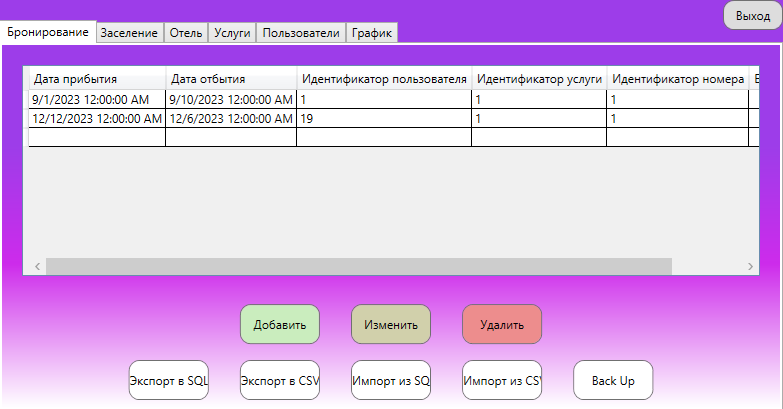 Выход
Бронирование Заселение Отель Услуги Пользователи График
Дата прибытия Дата отбытия Идентификатор пользователя Идентификатор услуги Идентификатор номера
9/1/2023 12:00:00 AM 9/10/2023 12:00:00 AM 1 1 1
12/12/2023 12:00:00 AM 12/6/2023 12:00:00 AM 19 1 1
Добавить Изменить Удалить
Экспорт в SQL Экспорт в CSV Импорт из SQ Импорт из CSV Back Up